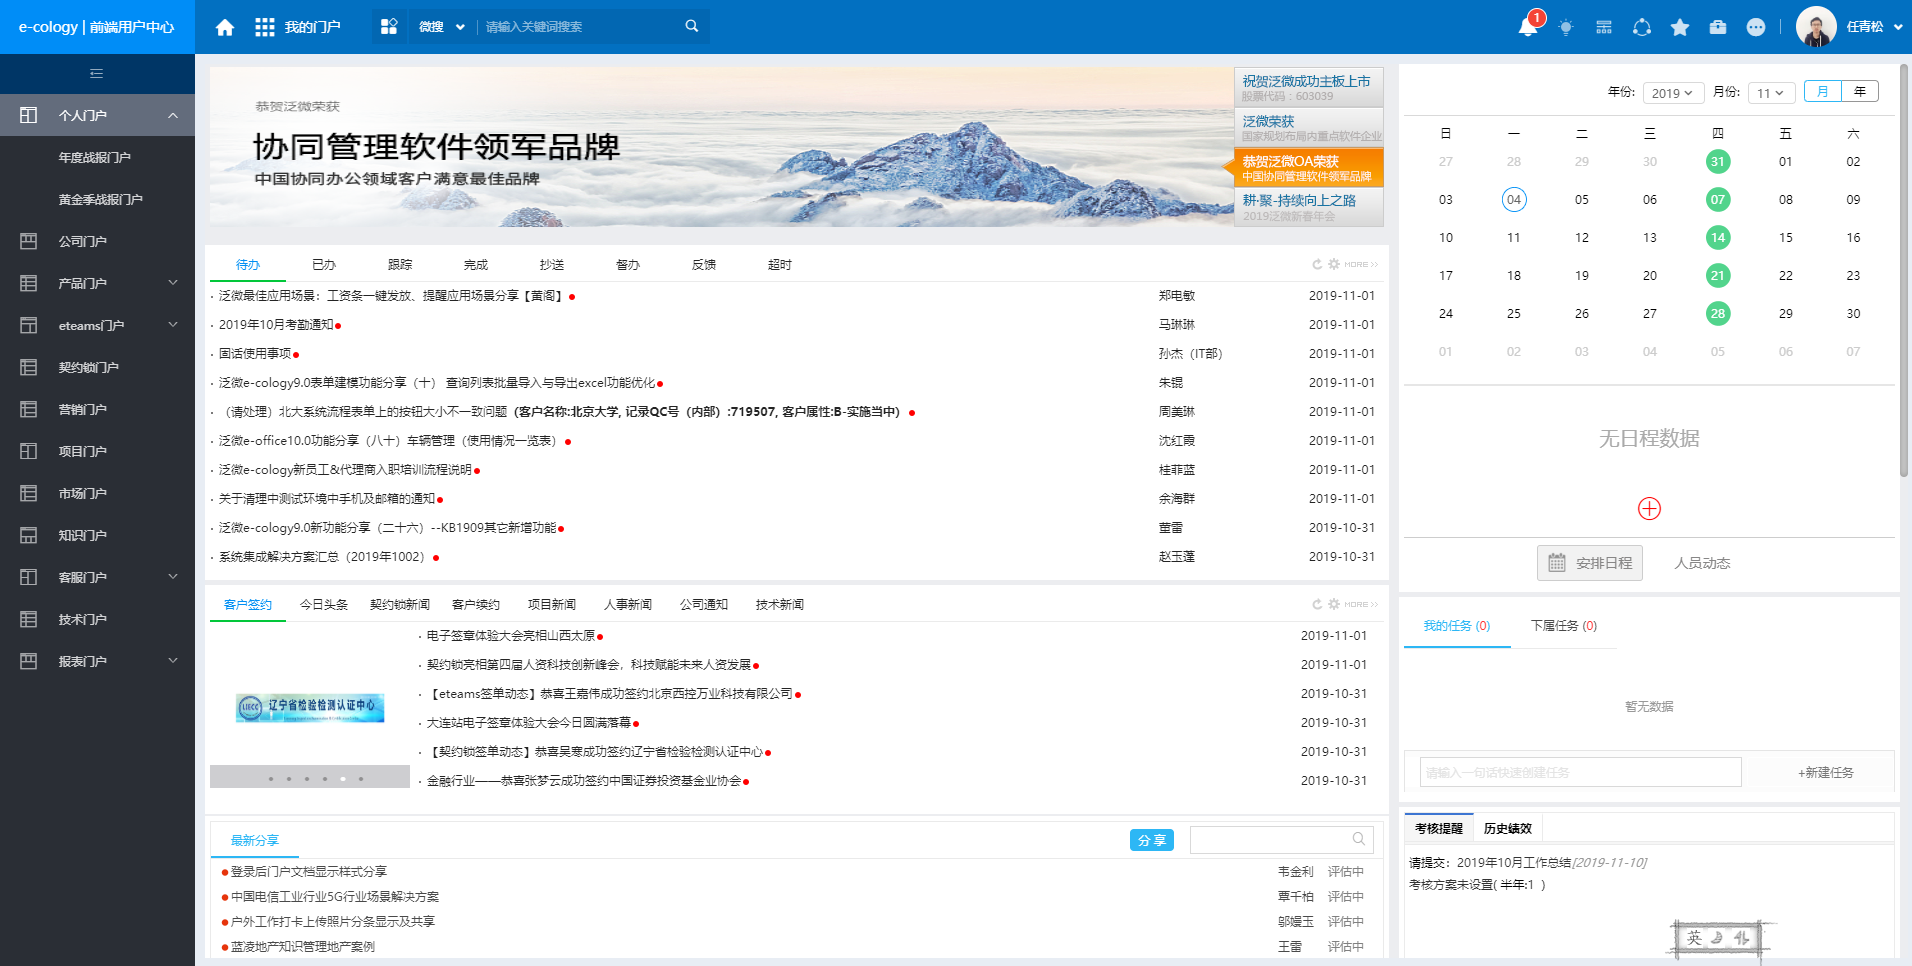 e-cology | 前端用户中心
我的门户
微搜
请输入关键词搜索
1
任青松
个人门户
年度战报门户
黄金季战报门户
公司门户
产品门户
eteams门户
契约锁门户
营销门户
项目门户
市场门户
知识门户
客服门户
技术门户
报表门户
恭贺泛微荣获
协同管理软件领军品牌
中国协同办公领域客户满意最佳品牌
祝贺泛微成功主板上市
股票代码：603039
泛微荣获
国家规划布局内重点软件企业
恭贺泛微OA荣获
中国协同管理软件领军品牌
耕·聚-持续向上之路
2019泛微新春年会
待办 已办 跟踪 完成 抄送 督办 反馈 超时 MORE>>
泛微最佳应用场景：工资条一键发放、提醒应用场景分享【黄阁】 郑电敏 2019-11-01
2019年10月考勤通知 马琳琳 2019-11-01
固话使用事项 孙杰（IT部） 2019-11-01
泛微e-cology9.0表单建模功能分享（十） 查询列表批量导入与导出excel功能优化 朱锟 2019-11-01
（请处理）北大系统流程表单上的按钮大小不一致问题（客户名称:北京大学, 记录QC号（内部）:719507, 客户属性:B-实施当中） 周美琳 2019-11-01
泛微e-office10.0功能分享（八十）车辆管理（使用情况一览表） 沈红霞 2019-11-01
泛微e-cology新员工&代理商入职培训流程说明 桂菲蓝 2019-11-01
关于清理中测试环境中手机及邮箱的通知 余海群 2019-11-01
泛微e-cology9.0新功能分享（二十六）--KB1909其它新增功能 董雷 2019-10-31
系统集成解决方案汇总（2019年1002） 赵玉蓬 2019-10-31
客户签约 今日头条 契约锁新闻 客户续约 项目新闻 人事新闻 公司通知 技术新闻 MORE>>
LIECC 辽宁省检验检测认证中心
电子签章体验大会亮相山西太原 2019-11-01
契约锁亮相第四届人资科技创新峰会，科技赋能未来人资发展 2019-11-01
【eteams签单动态】恭喜王嘉伟成功签约北京西控万业科技有限公司 2019-10-31
大连站电子签章体验大会今日圆满落幕 2019-10-31
【契约锁签单动态】恭喜吴寒成功签约辽宁省检验检测认证中心 2019-10-31
金融行业——恭喜张梦云成功签约中国证券投资基金业协会 2019-10-31
最新分享 分享
登录后门户文档显示样式分享 韦金利 评估中
中国电信工业行业5G行业场景解决方案 覃千柏 评估中
户外工作打卡上传照片分条显示及共享 邬嫚玉 评估中
蓝凌地产知识管理地产案例 王雷 评估中
年份: 2019 月份: 11 月 年
日 一 二 三 四 五 六
27 28 29 30 31 01 02
03 04 05 06 07 08 09
10 11 12 13 14 15 16
17 18 19 20 21 22 23
24 25 26 27 28 29 30
01 02 03 04 05 06 07
无日程数据
安排日程 人员动态
我的任务 (0) 下属任务 (0)
暂无数据
请输入一句话快速创建任务 +新建任务
考核提醒 历史绩效
请提交：2019年10月工作总结[2019-11-10]
考核方案未设置( 半年:1 )
英